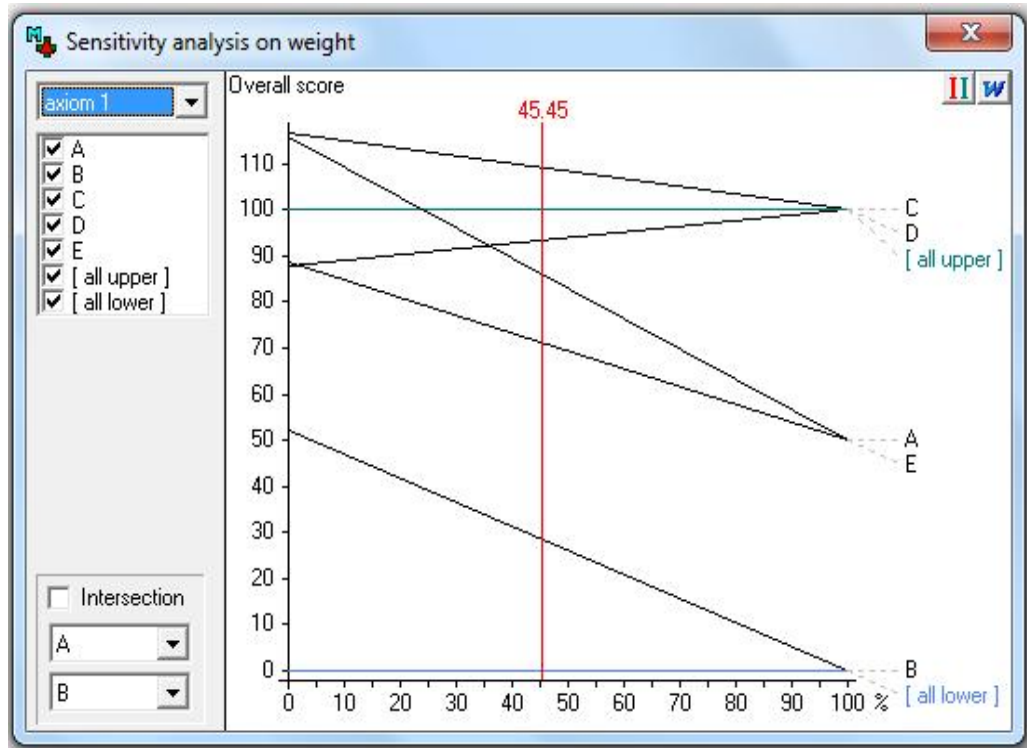 Sensitivity analysis on weight
axiom 1
A
B
C
D
E
[ all upper ]
[ all lower ]
Intersection
A
B
Overall score
45.45
110
100
90
80
70
60
50
40
30
20
10
0
0 10 20 30 40 50 60 70 80 90 100 %
C
D
[ all upper ]
A
E
B
[ all lower ]
II w